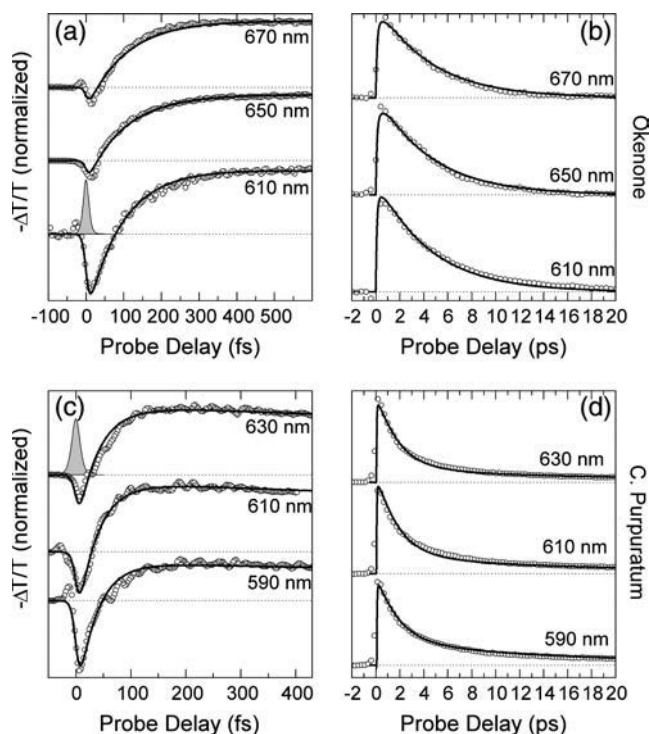 (a)
670 nm
650 nm
610 nm
-ΔT/T (normalized)
-100 0 100 200 300 400 500
Probe Delay (fs)
(b)
670 nm
650 nm
610 nm
Ökenone
-2 0 2 4 6 8 10 12 14 16 18 20
Probe Delay (ps)
(c)
630 nm
610 nm
590 nm
-ΔT/T (normalized)
0 100 200 300 400
Probe Delay (fs)
(d)
630 nm
610 nm
590 nm
C. Purpuratum
-2 0 2 4 6 8 10 12 14 16 18 20
Probe Delay (ps)